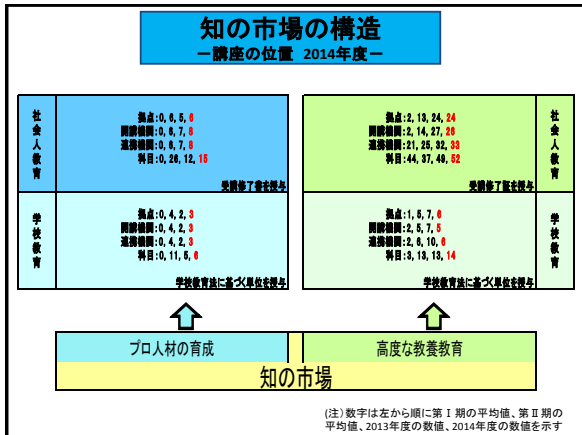 知の市場の構造
－講座の位置 2014年度－
社会人教育
拠点：0, 6, 5, 6
開講機関：0, 6, 7, 8
連携機関：0, 6, 7, 8
科目：0, 26, 12, 15
受講修了書を授与
拠点：2, 13, 24, 24
開講機関：2, 14, 27, 26
連携機関：21, 25, 32, 33
科目：44, 37, 49, 52
受講修了証を授与
社会人教育
学校教育
拠点：0, 4, 2, 3
開講機関：0, 4, 2, 3
連携機関：0, 4, 2, 3
科目：0, 11, 5, 6
学校教育法に基づく単位を授与
拠点：1, 5, 7, 6
開講機関：2, 5, 7, 5
連携機関：2, 6, 10, 6
科目：3, 13, 13, 14
学校教育法に基づく単位を授与
学校教育
プロ人材の育成
高度な教養教育
知の市場
(注)数字は左から順に第Ⅰ期の平均値、第Ⅱ期の
平均値、2013年度の数値、2014年度の数値を示す